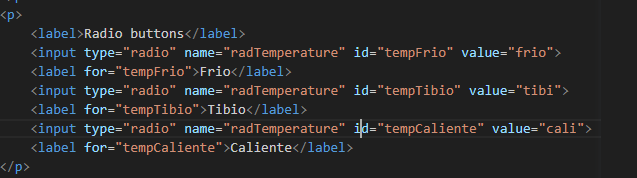 <p>
<label>Radio buttons</label>
<input type="radio" name="radTemperature" id="tempFrio" value="frio">
<label for="tempFrio">Frio</label>
<input type="radio" name="radTemperature" id="tempTibio" value="tibi">
<label for="tempTibio">Tibio</label>
<input type="radio" name="radTemperature" id="tempCaliente" value="cali">
<label for="tempCaliente">Caliente</label>
</p>